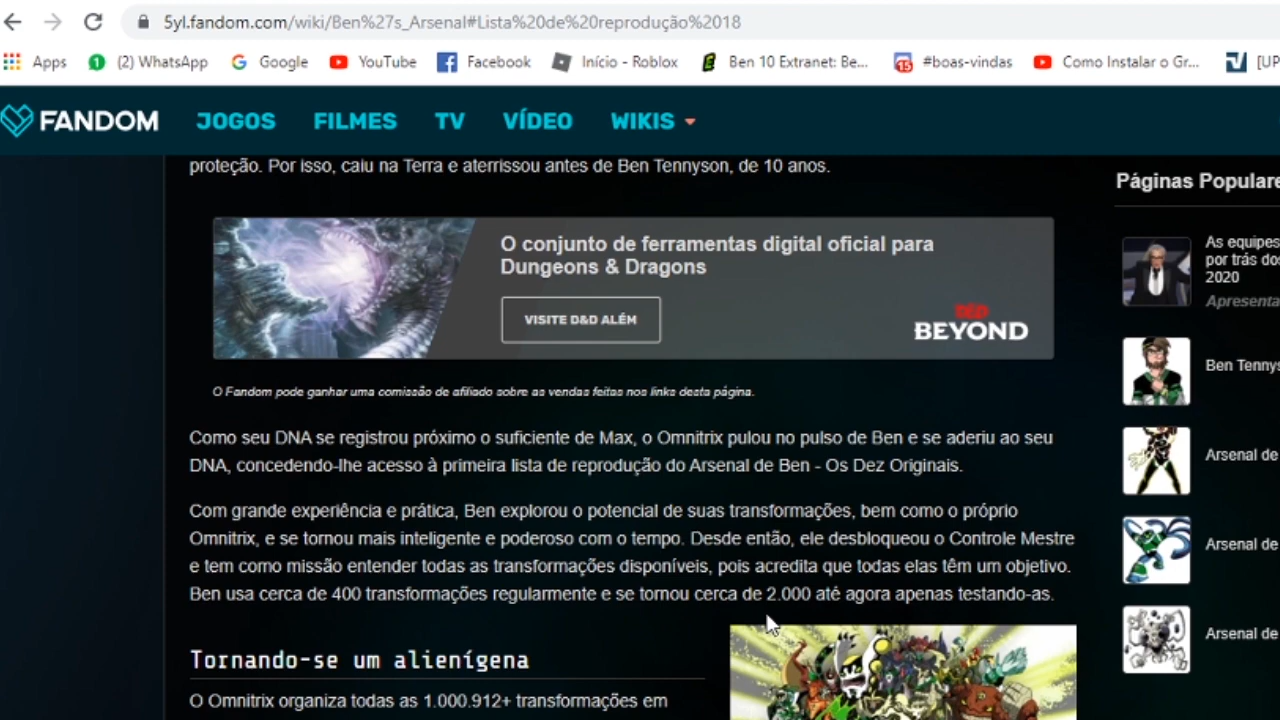 5yl.fandom.com/wiki/Ben%27s_Arsenal#Lista%20de%20reprodução%2018
Apps
1 (2) WhatsApp
Google
YouTube
Facebook
Início - Roblox
Ben 10 Extranet: Be...
15 #boas-vindas
Como Instalar o Gr...
[UP
FANDOM JOGOS FILMES TV VÍDEO WIKIS
proteção. Por isso, caiu na Terra e aterrissou antes de Ben Tennyson, de 10 anos.
O conjunto de ferramentas digital oficial para
Dungeons & Dragons
VISITE D&D ALÉM
D&D
BEYOND
O Fandom pode ganhar uma comissão de afiliado sobre as vendas feitas nos links desta página.
Como seu DNA se registrou próximo o suficiente de Max, o Omnitrix pulou no pulso de Ben e se aderiu ao seu
DNA, concedendo-lhe acesso à primeira lista de reprodução do Arsenal de Ben - Os Dez Originais.
Com grande experiência e prática, Ben explorou o potencial de suas transformações, bem como o próprio
Omnitrix, e se tornou mais inteligente e poderoso com o tempo. Desde então, ele desbloqueou o Controle Mestre
e tem como missão entender todas as transformações disponíveis, pois acredita que todas elas têm um objetivo.
Ben usa cerca de 400 transformações regularmente e se tornou cerca de 2.000 até agora apenas testando-as.
Tornando-se um alienígena
O Omnitrix organiza todas as 1.000.912+ transformações em
Páginas Populare
As equipes
por trás dos
2020
Apresenta
Ben Tennys
Arsenal de
Arsenal de
Arsenal de